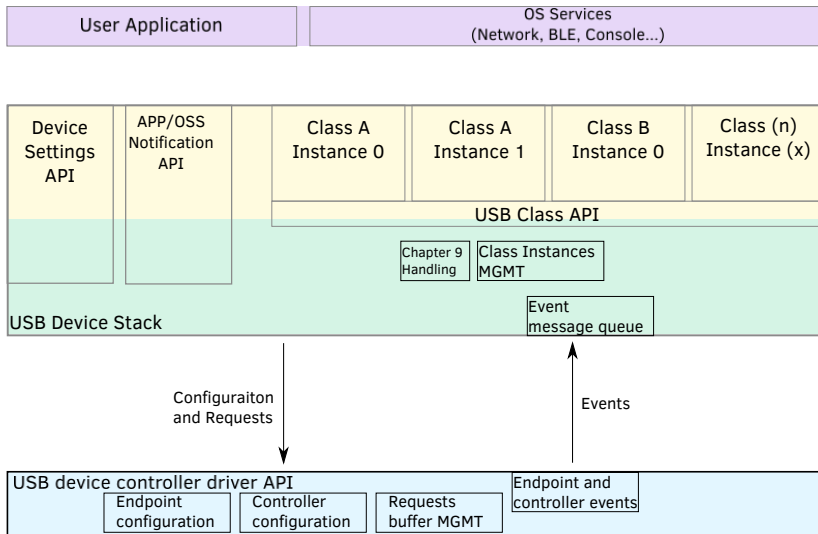 User Application
OS Services
(Network, BLE, Console...)
Device
Settings
API
APP/OSS
Notification
API
Class A
Instance 0
Class A
Instance 1
Class B
Instance 0
Class (n)
Instance (x)
USB Class API
Chapter 9
Handling
Class Instances
MGMT
Event
message queue
USB Device Stack
Configuraiton
and Requests
Events
USB device controller driver API
Endpoint
configuration
Controller
configuration
Requests
buffer MGMT
Endpoint and
controller events